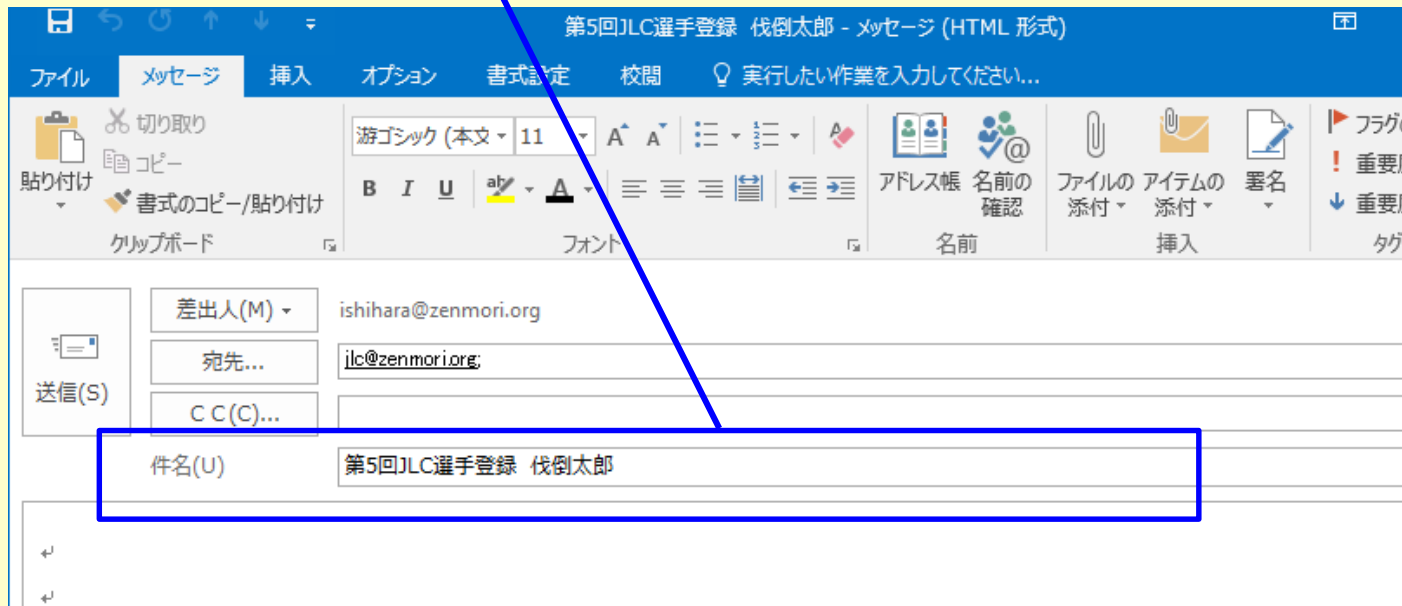 第5回JLC選手登録 伐倒太郎 - メッセージ (HTML 形式)
ファイル メッセージ 挿入 オプション 書式設定 校閲 実行したい作業を入力してください...
切り取り
コピー
書式のコピー/貼り付け
貼り付け
クリップボード
游ゴシック (本文 11
A A
B I U
フォント
アドレス帳 名前の確認
名前
ファイルの添付 アイテムの添付 署名
挿入
フラグ
重要
重要
タグ
送信(S)
差出人(M) ishihara@zenmori.org
宛先... jlc@zenmori.org;
C C(C)...
件名(U) 第5回JLC選手登録 伐倒太郎